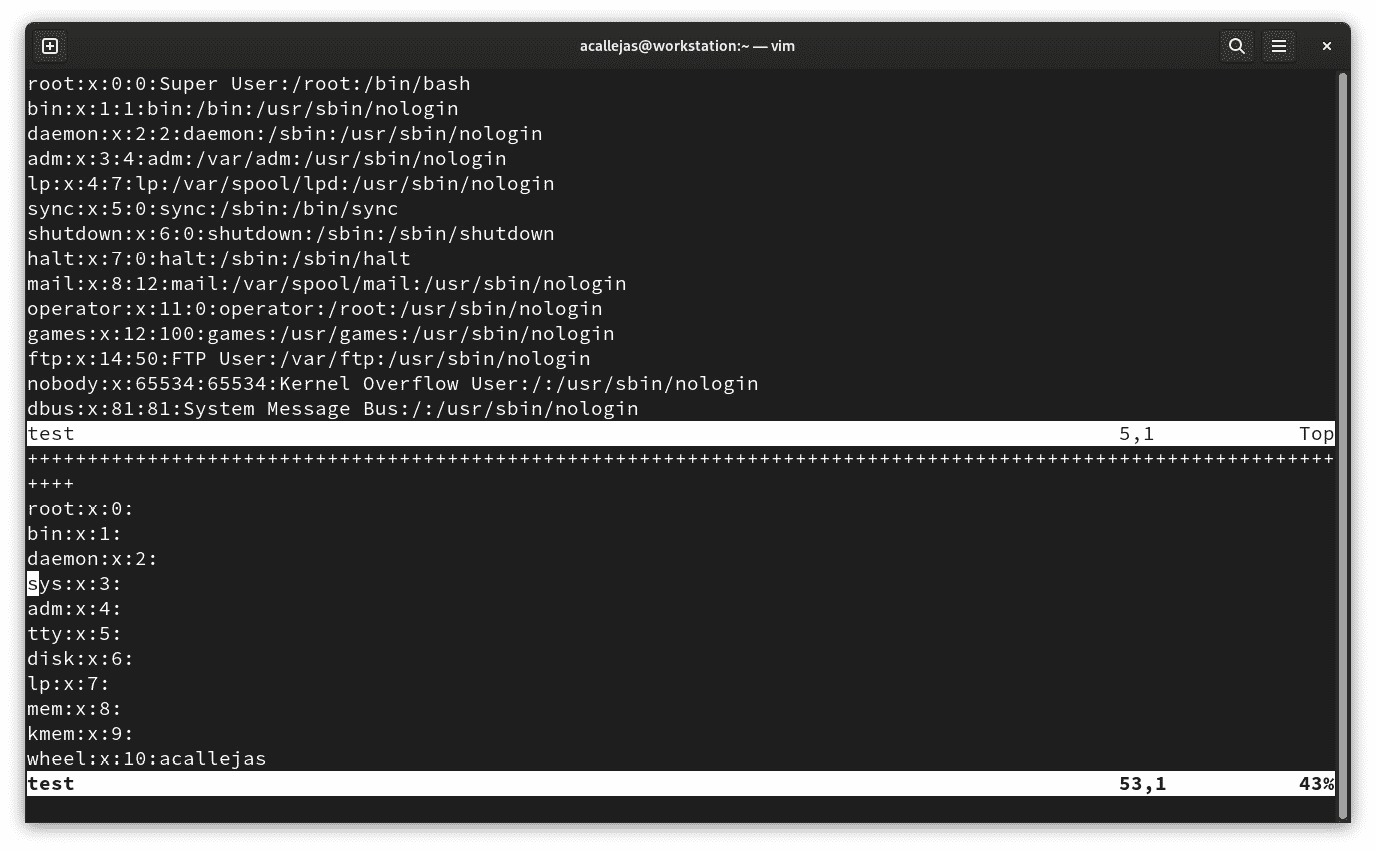 acallejas@workstation:~ — vim
root:x:0:0:Super User:/root:/bin/bash
bin:x:1:1:bin:/bin:/usr/sbin/nologin
daemon:x:2:2:daemon:/sbin:/usr/sbin/nologin
adm:x:3:4:adm:/var/adm:/usr/sbin/nologin
lp:x:4:7:lp:/var/spool/lpd:/usr/sbin/nologin
sync:x:5:0:sync:/sbin:/bin/sync
shutdown:x:6:0:shutdown:/sbin:/sbin/shutdown
halt:x:7:0:halt:/sbin:/sbin/halt
mail:x:8:12:mail:/var/spool/mail:/usr/sbin/nologin
operator:x:11:0:operator:/root:/usr/sbin/nologin
games:x:12:100:games:/usr/games:/usr/sbin/nologin
ftp:x:14:50:FTP User:/var/ftp:/usr/sbin/nologin
nobody:x:65534:65534:Kernel Overflow User:/:/usr/sbin/nologin
dbus:x:81:81:System Message Bus:/:/usr/sbin/nologin
test 5,1 Top
+++++++++++++++++++++++++++++++++++++++++++++++++++++++++++++++++++++++++++++++++++++++++++++++++++++++++++++
++++
root:x:0:
bin:x:1:
daemon:x:2:
sys:x:3:
adm:x:4:
tty:x:5:
disk:x:6:
lp:x:7:
mem:x:8:
kmem:x:9:
wheel:x:10:acallejas
test 53,1 43%